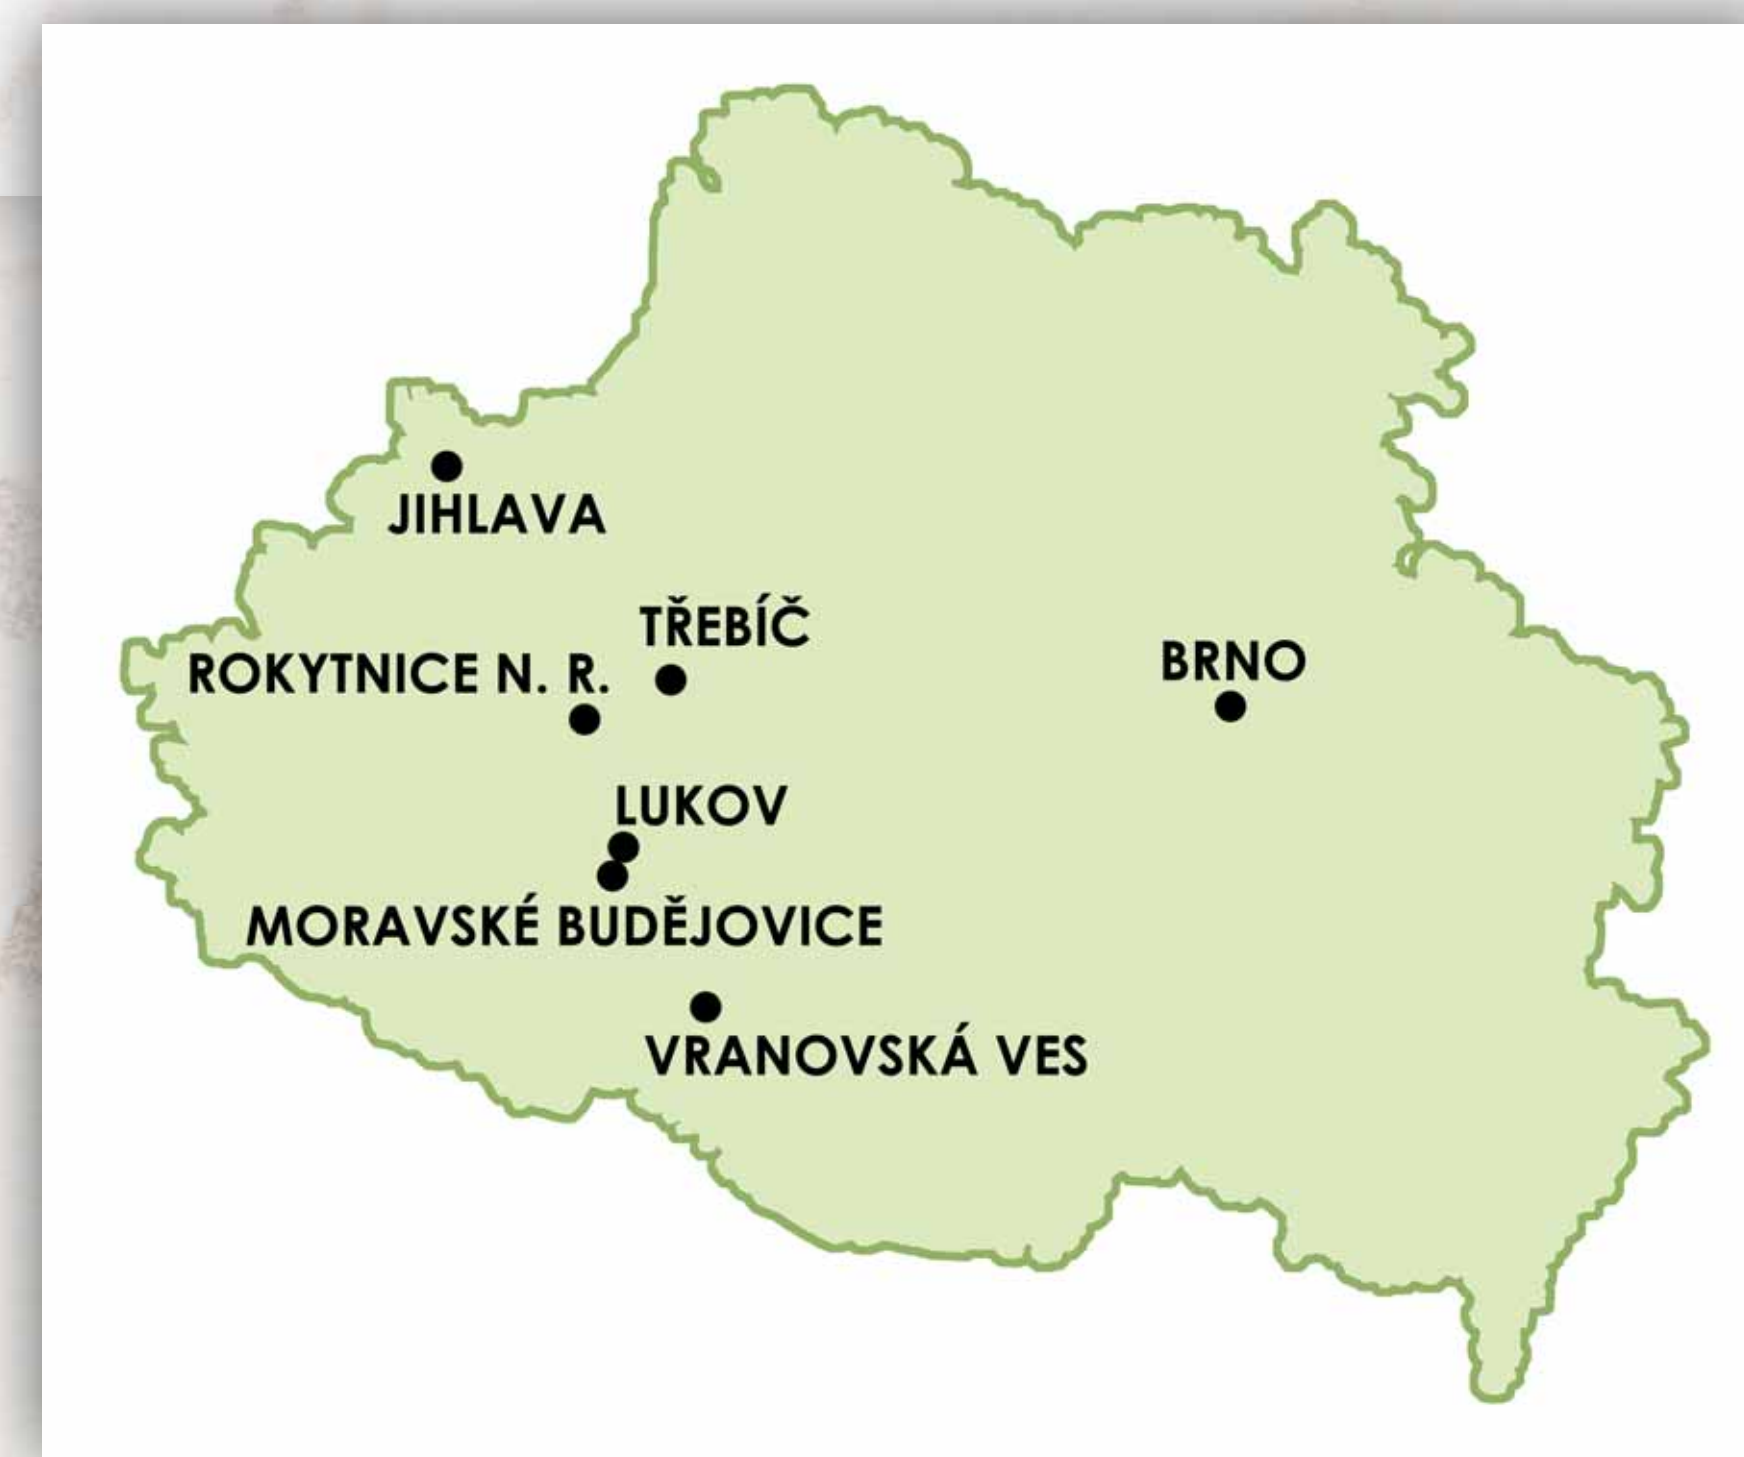 JIHLAVA
TŘEBÍČ
BRNO
ROKYTNICE N. R.
LUKOV
MORAVSKÉ BUDĚJOVICE
VRANOVSKÁ VES